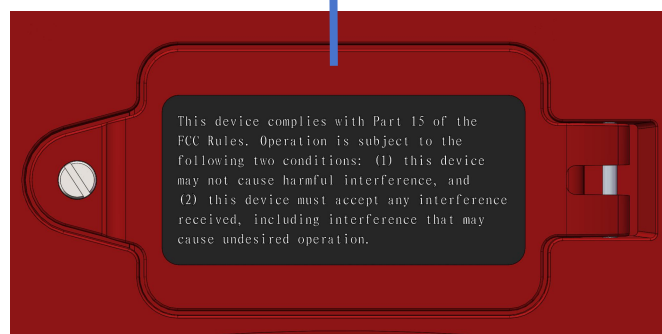 This device complies with Part 15 of the
FCC Rules. Operation is subject to the
following two conditions: (1) this device
may not cause harmful interference, and
(2) this device must accept any interference
received, including interference that may
cause undesired operation.